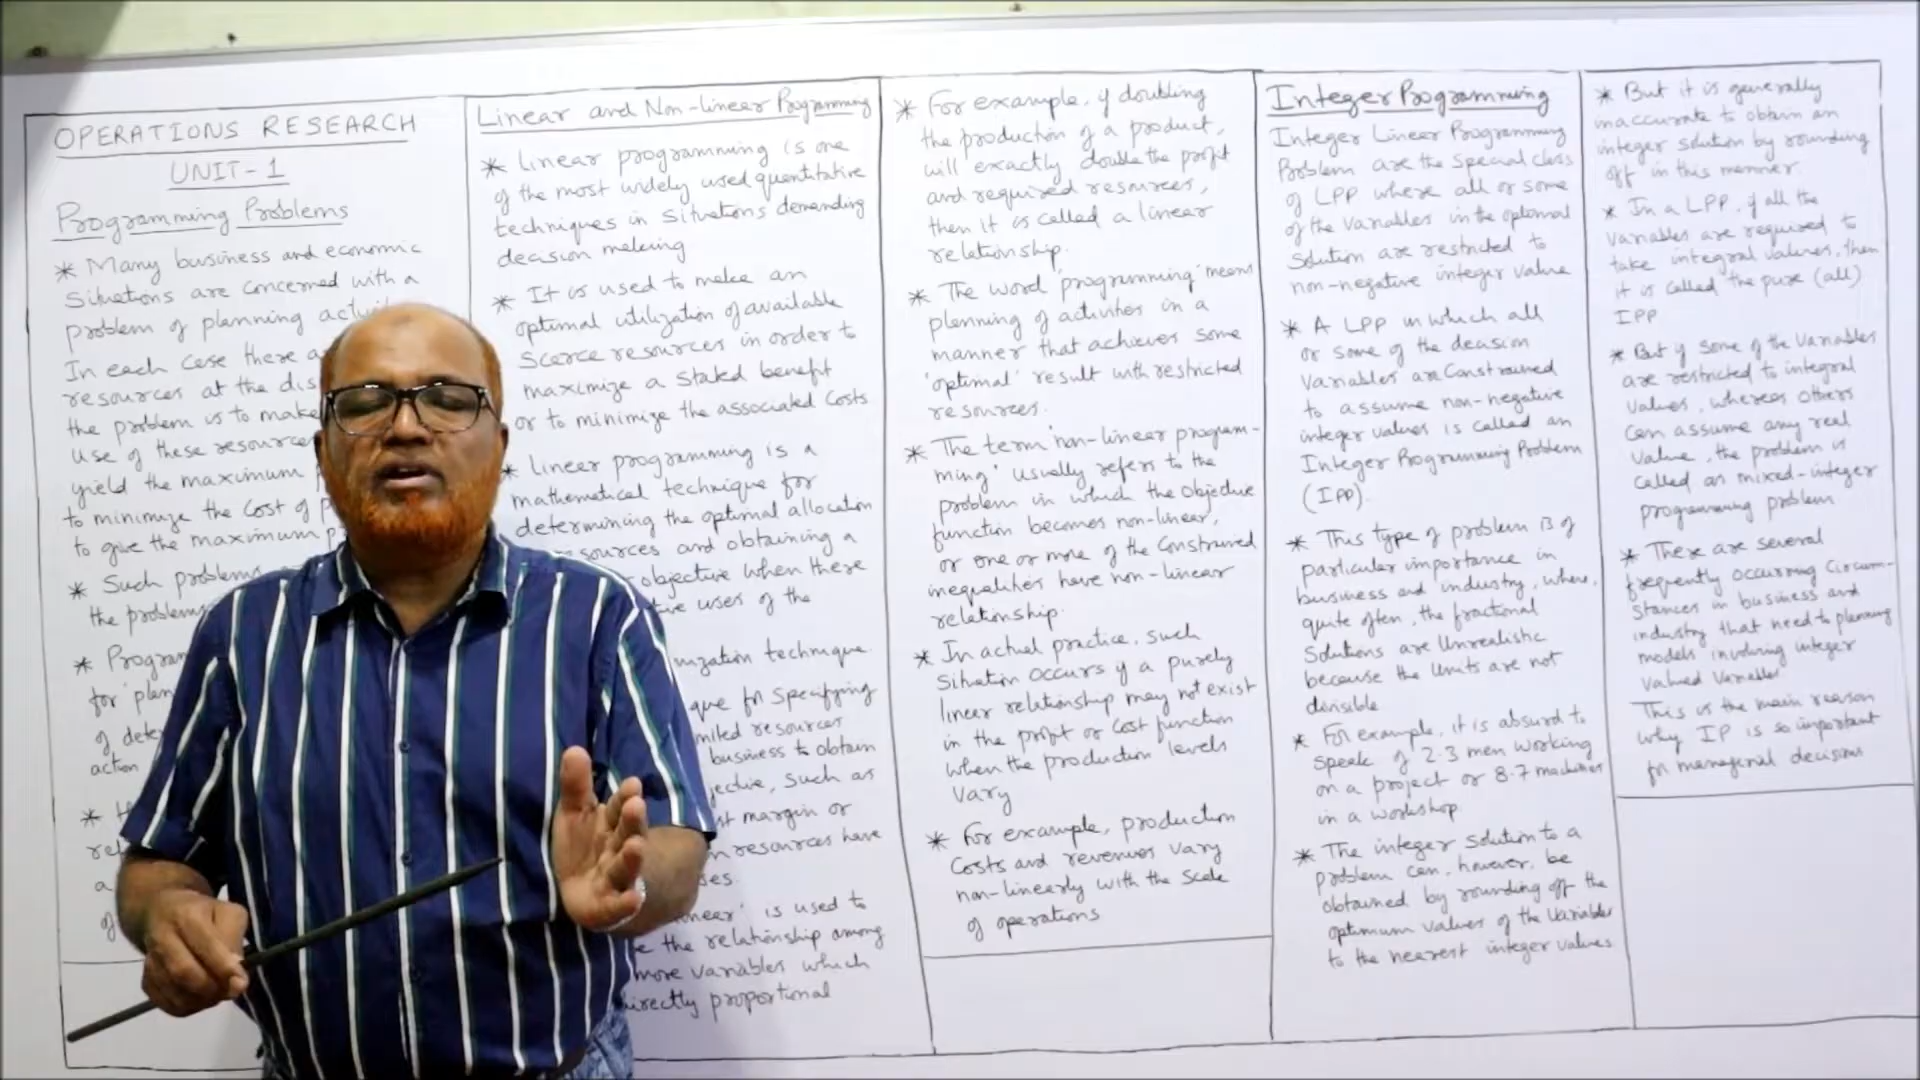 OPERATIONS RESEARCH
UNIT-1
Programming Problems
* Many business and economic
Situations are concerned with a
problem of planning
In each case there
resources at the
the problem is to make
use of these
yield the maximum
to minimize the cost of
to give the maximum
* Such problems
the problems
*
for 'plan
of
action
*
a
of
Linear and Non-linear Programming
* Linear programming is one
of the most widely used quantitative
techniques in situations demanding
decision making
* It is used to make an
optimal utilization of available
scarce resources in order to
maximize a stated benefit
or to minimize the associated costs
* Linear programming is a
mathematical technique for
determining the optimal allocation
sources and obtaining a
objective when there
tive uses of the
mization technique.
que for specifying
mited resources
business to obtain
jective, such as
st margin or
resources have
ses.
near' is used to
e the relationship among
more variables which
directly proportional
* For example, if doubling
the production of a product,
will exactly double the profit
and required resources,
then it is called a linear
relationship.
* The word 'programming' means
planning of activities in a
manner that achieves some
'optimal' result with restricted
resources.
* The term 'non-linear program-
ming' usually refers to the
problem in which the objective
function becomes non-linear,
or one or more of the constrained
inequalities have non-linear
relationship.
* In actual practice, such
situation occurs if a purely
linear relationship may not exist
in the profit or cost function
when the production levels
vary
* For example, production
costs and revenues vary
non-linearly with the scale
of operations
Integer Programming
Integer Linear Programming
Problem are the special class
of LPP where all or some
of the variables in the optimal
solution are restricted to
non-negative integer value
* A LPP in which all
or some of the decision
variables are constrained
to assume non-negative
integer values is called an
Integer Programming Problem
(IPP).
* This type of problem is of
particular importance in
business and industry, where,
quite often, the fractional
solutions are unrealistic
because the units are not
divisible
* For example, it is absurd to
speak of 2.3 men working
on a project or 8.7 machines
in a workshop.
* The integer solution to a
problem can, however, be
obtained by rounding off the
optimum values of the variables
to the nearest integer values
* But it is generally
inaccurate to obtain an
integer solution by rounding
off in this manner.
* In a LPP, if all the
variables are required to
take integral values, then
it is called the pure (all)
IPP
* But if some of the variables
are restricted to integral
values, whereas others
can assume any real
value, the problem is
called as mixed-integer
programming problem
* There are several
frequently occurring circum-
stances in business and
industry that need to planning
models involving integer
valued variables
This is the main reason
why IP is so important
for managerial decisions